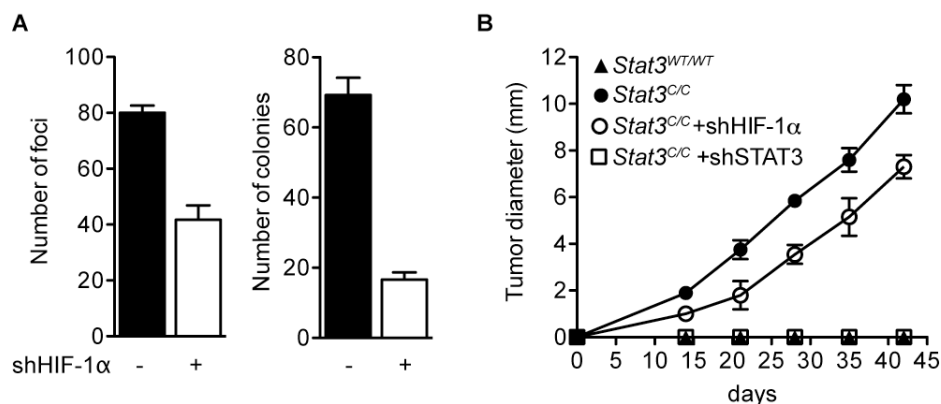 A
Number of foci
100
80
60
40
20
0
shHIF-1α - +
Number of colonies
80
60
40
20
0
- +
B
Tumor diameter (mm)
12
10
8
6
4
2
0
Stat3WT/WT
Stat3C/C
Stat3C/C +shHIF-1α
Stat3C/C +shSTAT3
0 5 10 15 20 25 30 35 40 45
days